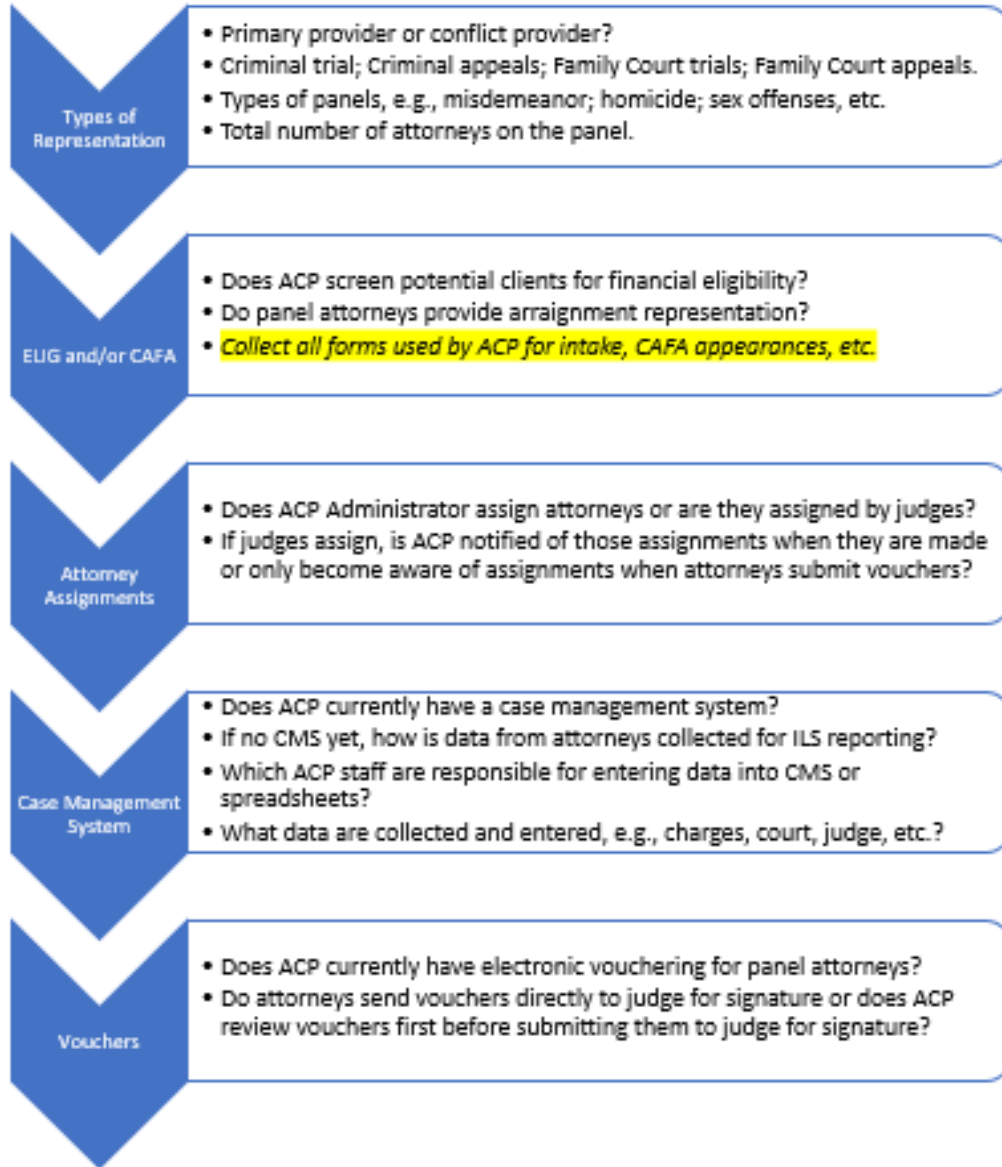 Types of
Representation
• Primary provider or conflict provider?
• Criminal trial; Criminal appeals; Family Court trials; Family Court appeals.
• Types of panels, e.g., misdemeanor; homicide; sex offenses, etc.
• Total number of attorneys on the panel.
ELIG and/or CAFA
• Does ACP screen potential clients for financial eligibility?
• Do panel attorneys provide arraignment representation?
• Collect all forms used by ACP for intake, CAFA appearances, etc.
Attorney
Assignments
• Does ACP Administrator assign attorneys or are they assigned by judges?
• If judges assign, is ACP notified of those assignments when they are made
or only become aware of assignments when attorneys submit vouchers?
Case Management
System
• Does ACP currently have a case management system?
• If no CMS yet, how is data from attorneys collected for ILS reporting?
• Which ACP staff are responsible for entering data into CMS or
spreadsheets?
• What data are collected and entered, e.g., charges, court, judge, etc.?
Vouchers
• Does ACP currently have electronic vouchering for panel attorneys?
• Do attorneys send vouchers directly to judge for signature or does ACP
review vouchers first before submitting them to judge for signature?